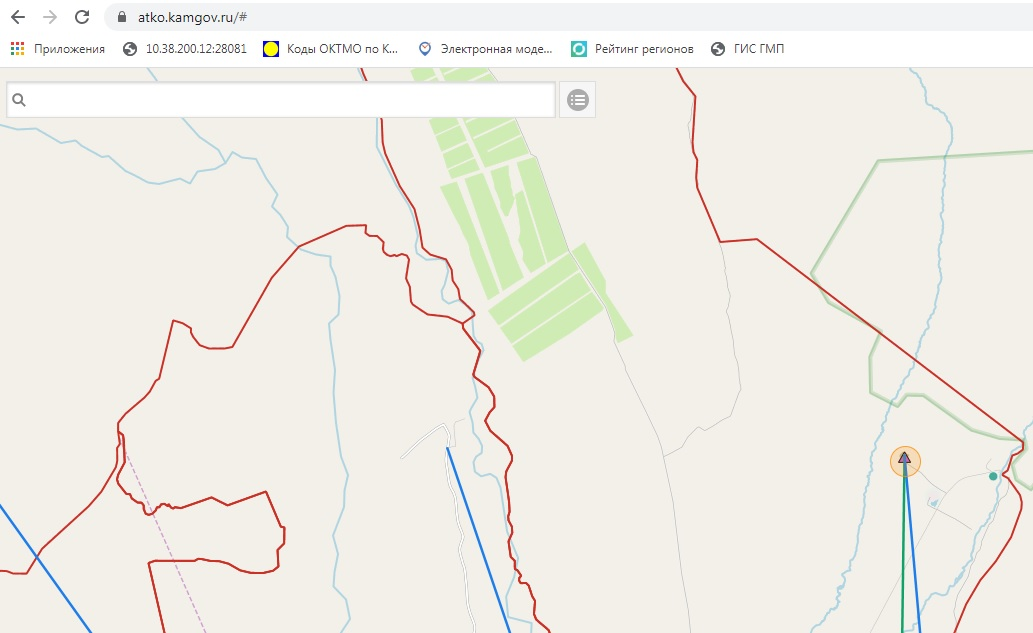 atko.kamgov.ru/#
Приложения 10.38.200.12:28081 Коды ОКТМО по К... Электронная моде... Рейтинг регионов ГИС ГМП